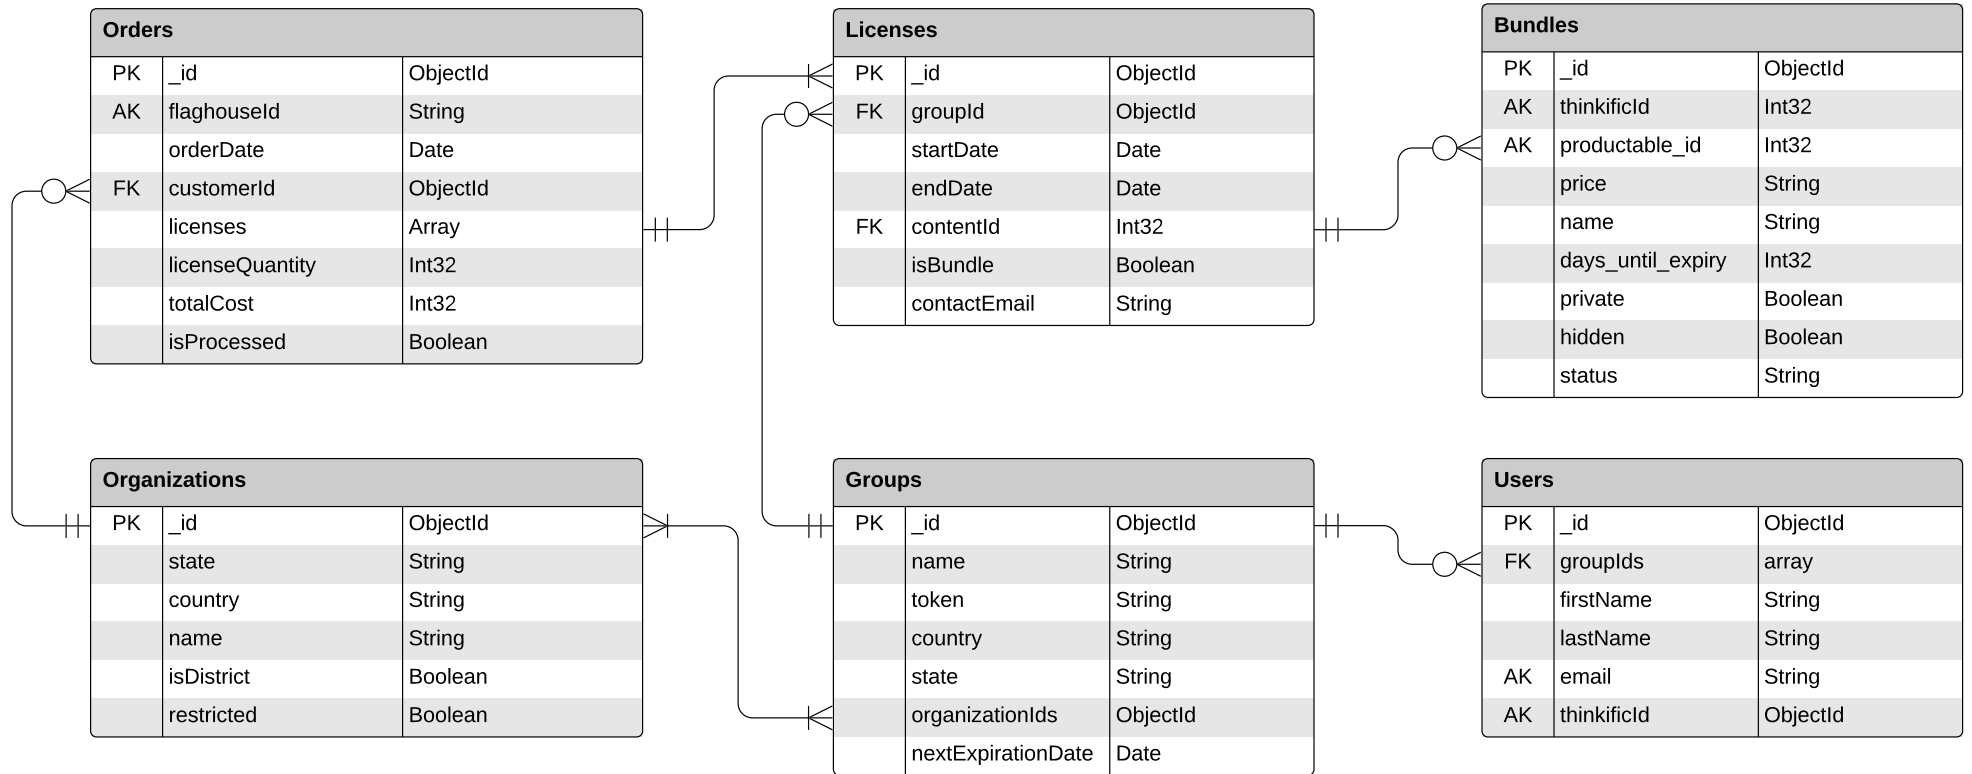 Orders
PK _id ObjectId
AK flaghouseId String
orderDate Date
FK customerId ObjectId
licenses Array
licenseQuantity Int32
totalCost Int32
isProcessed Boolean
Licenses
PK _id ObjectId
FK groupId ObjectId
startDate Date
endDate Date
FK contentId Int32
isBundle Boolean
contactEmail String
Bundles
PK _id ObjectId
AK thinkificId Int32
AK productable_id Int32
price String
name String
days_until_expiry Int32
private Boolean
hidden Boolean
status String
Organizations
PK _id ObjectId
state String
country String
name String
isDistrict Boolean
restricted Boolean
Groups
PK _id ObjectId
name String
token String
country String
state String
organizationIds ObjectId
nextExpirationDate Date
Users
PK _id ObjectId
FK groupIds array
firstName String
lastName String
AK email String
AK thinkificId ObjectId